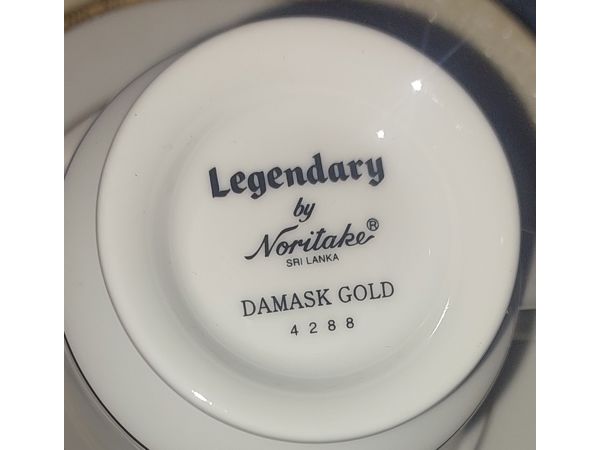 Legendary
by
Noritake®
SRI LANKA
DAMASK GOLD
4288